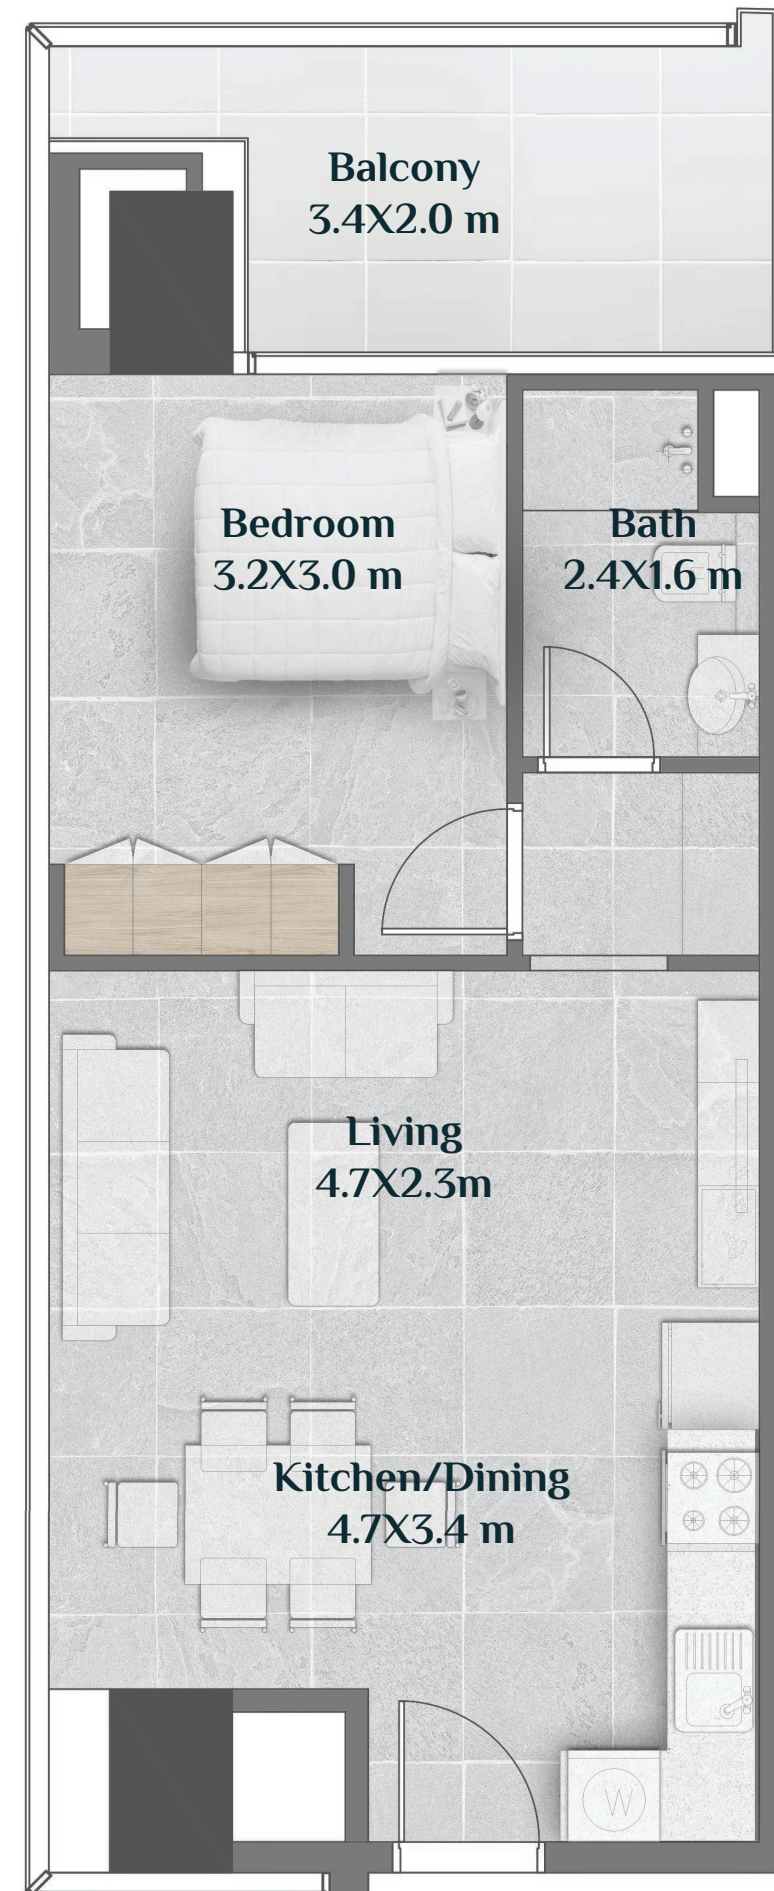 Balcony
3.4X2.0 m
Bedroom
3.2X3.0 m
Bath
2.4X1.6 m
Living
4.7X2.3m
Kitchen/Dining
4.7X3.4 m
W